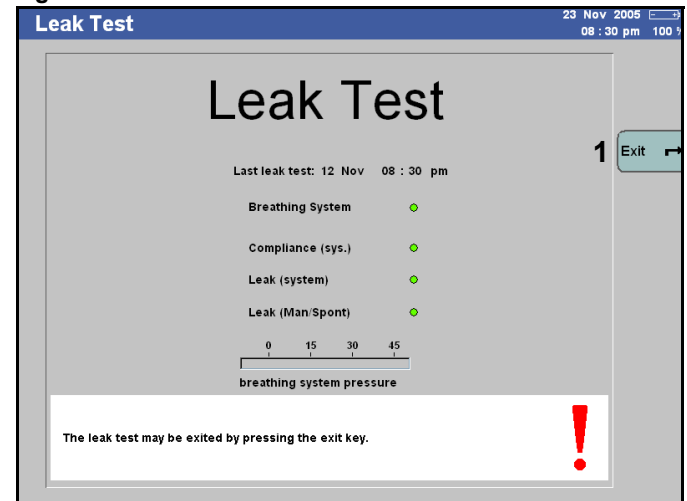 Leak Test
23 Nov 2005
08 : 30 pm 100 %
Leak Test
1 Exit
Last leak test: 12 Nov 08 : 30 pm
Breathing System
Compliance (sys.)
Leak (system)
Leak (Man/Spont)
0 15 30 45
breathing system pressure
The leak test may be exited by pressing the exit key.